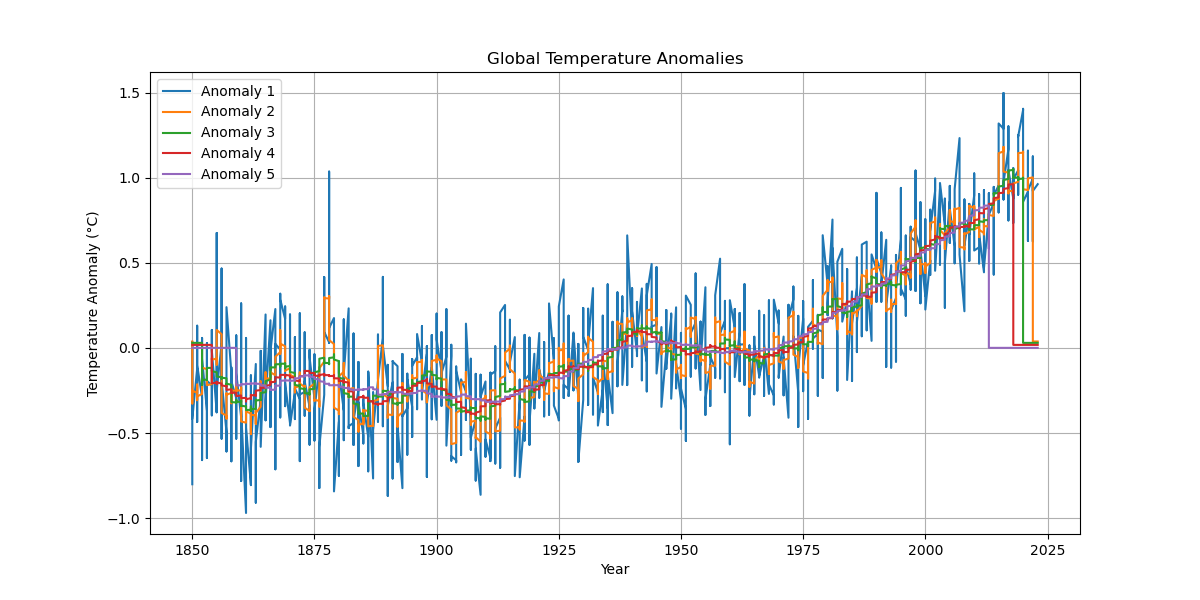 Global Temperature Anomalies
Anomaly 1
Anomaly 2
Anomaly 3
Anomaly 4
Anomaly 5
Temperature Anomaly (°C)
1.5
1.0
0.5
0.0
−0.5
−1.0
1850 1875 1900 1925 1950 1975 2000 2025
Year